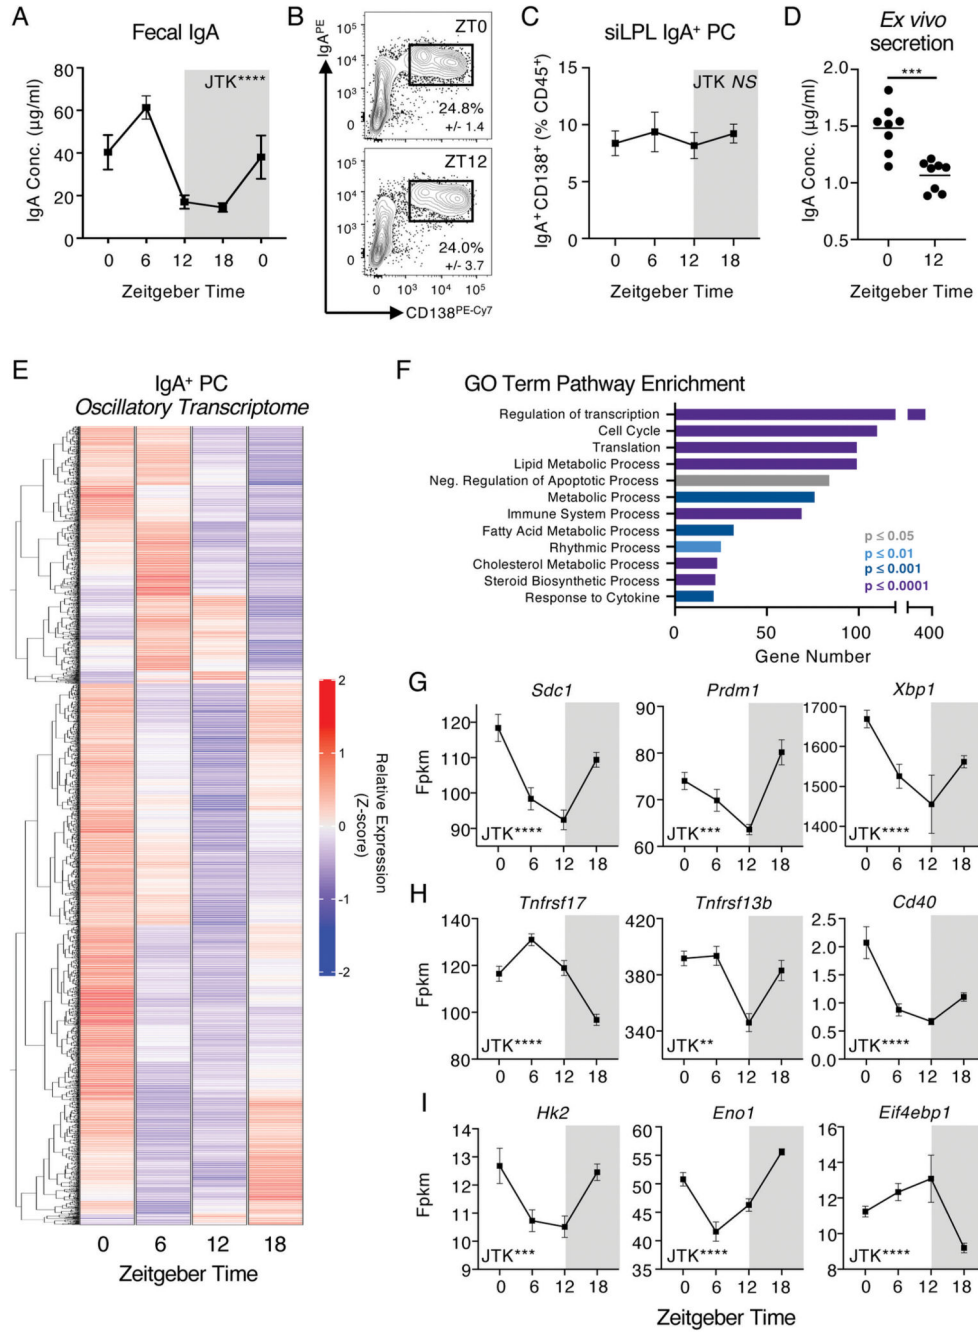 A
Fecal IgA
IgA Conc. (µg/ml)
80
60
40
20
0
JTK****
0 6 12 18 0
Zeitgeber Time
B
IgA^PE
ZT0
10⁵
10⁴
10³
0
24.8%
+/- 1.4
ZT12
10⁵
10⁴
10³
0
24.0%
+/- 3.7
0 10³ 10⁴ 10⁵
CD138^PE-Cy7
C
siLPL IgA⁺ PC
IgA⁺CD138⁺ (% CD45⁺)
15
10
5
0
JTK NS
0 6 12 18
Zeitgeber Time
D
Ex vivo
secretion
IgA Conc. (µg/ml)
2.0
1.5
1.0
0.5
***
0 12
Zeitgeber Time
E
IgA⁺ PC
Oscillatory Transcriptome
0 6 12 18
Zeitgeber Time
2
1
0
-1
-2
Relative Expression
(Z-score)
F
GO Term Pathway Enrichment
Regulation of transcription
Cell Cycle
Translation
Lipid Metabolic Process
Neg. Regulation of Apoptotic Process
Metabolic Process
Immune System Process
Fatty Acid Metabolic Process
Rhythmic Process
Cholesterol Metabolic Process
Steroid Biosynthetic Process
Response to Cytokine
p ≤ 0.05
p ≤ 0.01
p ≤ 0.001
p ≤ 0.0001
0 50 100 400
Gene Number
G
Sdc1
Fpkm
120
110
100
90
JTK****
0 6 12 18
Prdm1
90
80
70
60
JTK***
0 6 12 18
Xbp1
1700
1600
1500
1400
JTK****
0 6 12 18
H
Tnfrsf17
Fpkm
140
120
100
80
JTK****
0 6 12 18
Tnfrsf13b
420
380
340
JTK**
0 6 12 18
Cd40
2.5
2.0
1.5
1.0
0.5
0.0
JTK****
0 6 12 18
I
Hk2
Fpkm
14
13
12
11
10
9
JTK***
0 6 12 18
Eno1
60
55
50
45
40
35
JTK****
0 6 12 18
Eif4ebp1
16
14
12
10
8
JTK****
0 6 12 18
Zeitgeber Time